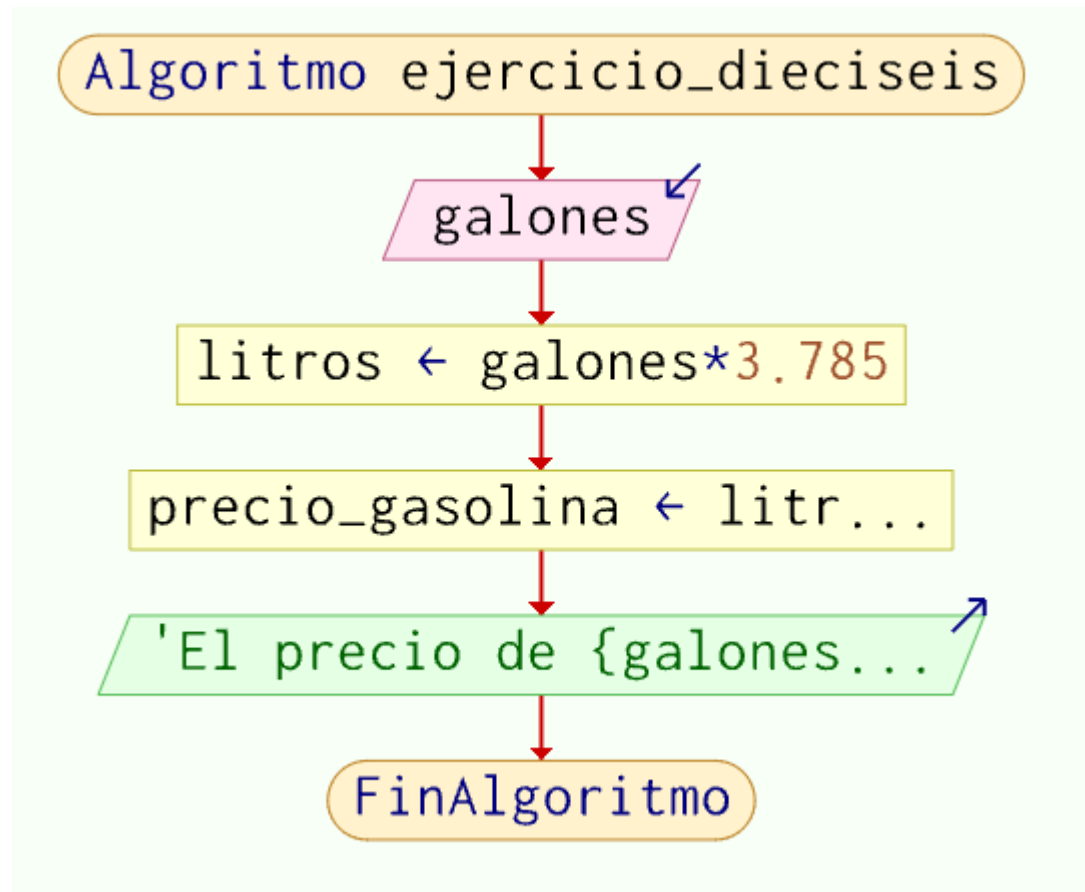 Algoritmo ejercicio_dieciseis
galones
litros ← galones*3.785
precio_gasolina ← litr...
'El precio de {galones...
FinAlgoritmo